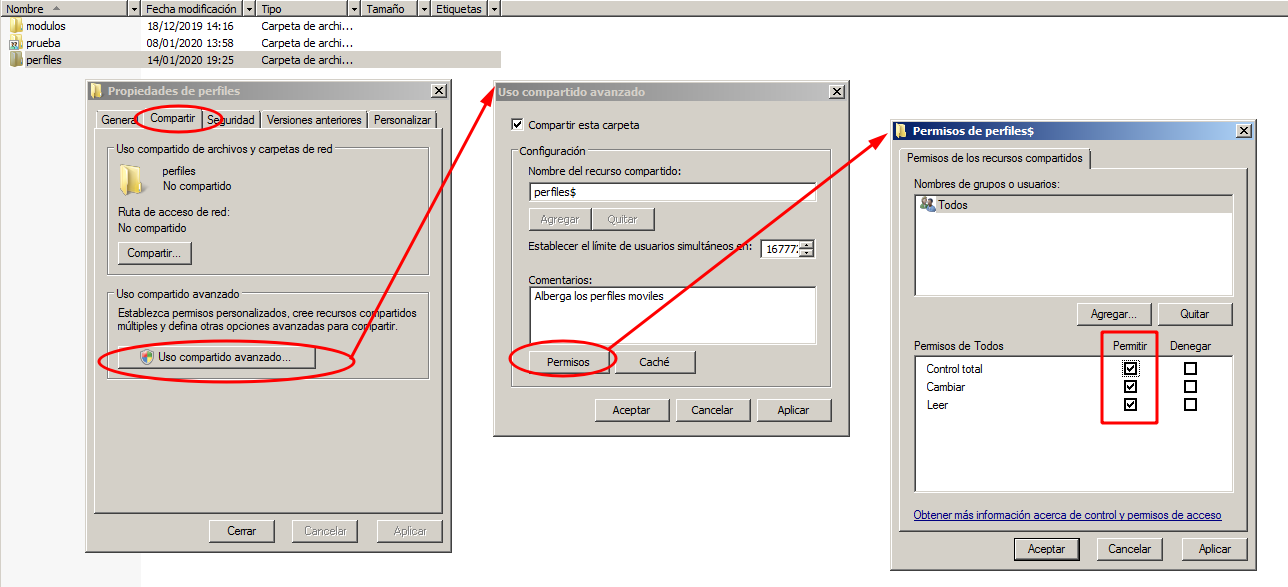 Nombre Fecha modificación Tipo Tamaño Etiquetas
modulos 18/12/2019 14:16 Carpeta de archi...
prueba 08/01/2020 13:58 Carpeta de archi...
perfiles 14/01/2020 19:25 Carpeta de archi...
Propiedades de perfiles
General Compartir Seguridad Versiones anteriores Personalizar
Uso compartido de archivos y carpetas de red
perfiles
No compartido
Ruta de acceso de red:
No compartido
Compartir...
Uso compartido avanzado
Establezca permisos personalizados, cree recursos compartidos
múltiples y defina otras opciones avanzadas para compartir.
Uso compartido avanzado...
Cerrar Cancelar Aplicar
Uso compartido avanzado
Compartir esta carpeta
Configuración
Nombre del recurso compartido:
perfiles$
Agregar Quitar
Establecer el límite de usuarios simultáneos en: 16777
Comentarios:
Alberga los perfiles moviles
Permisos Caché
Aceptar Cancelar Aplicar
Permisos de perfiles$
Permisos de los recursos compartidos
Nombres de grupos o usuarios:
Todos
Agregar... Quitar
Permisos de Todos Permitir Denegar
Control total
Cambiar
Leer
Obtener más información acerca de control y permisos de acceso
Aceptar Cancelar Aplicar